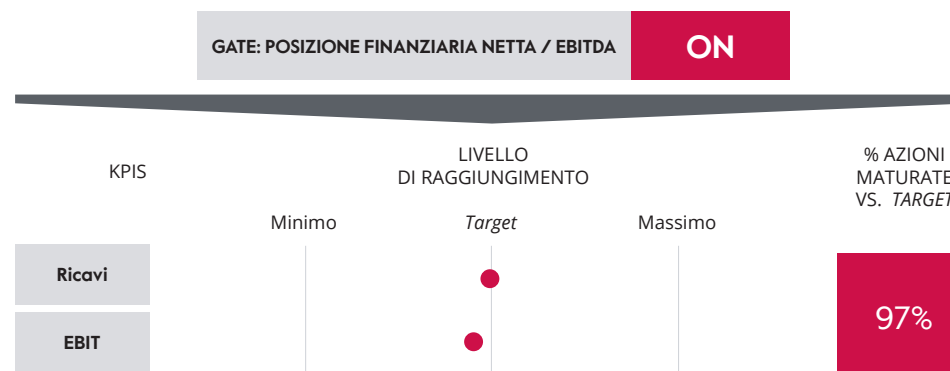 GATE: POSIZIONE FINANZIARIA NETTA / EBITDA
ON
KPIS
LIVELLO
DI RAGGIUNGIMENTO
% AZIONI
MATURATE
VS. TARGET
Minimo
Target
Massimo
Ricavi
EBIT
97%